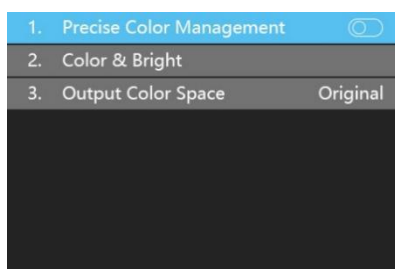 1. Precise Color Management
2. Color & Bright
3. Output Color Space Original